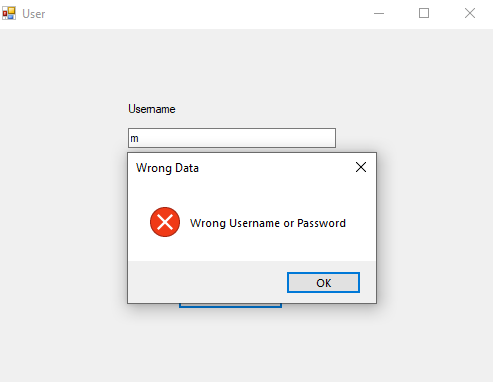 User
Username
m
Wrong Data
Wrong Username or Password
OK